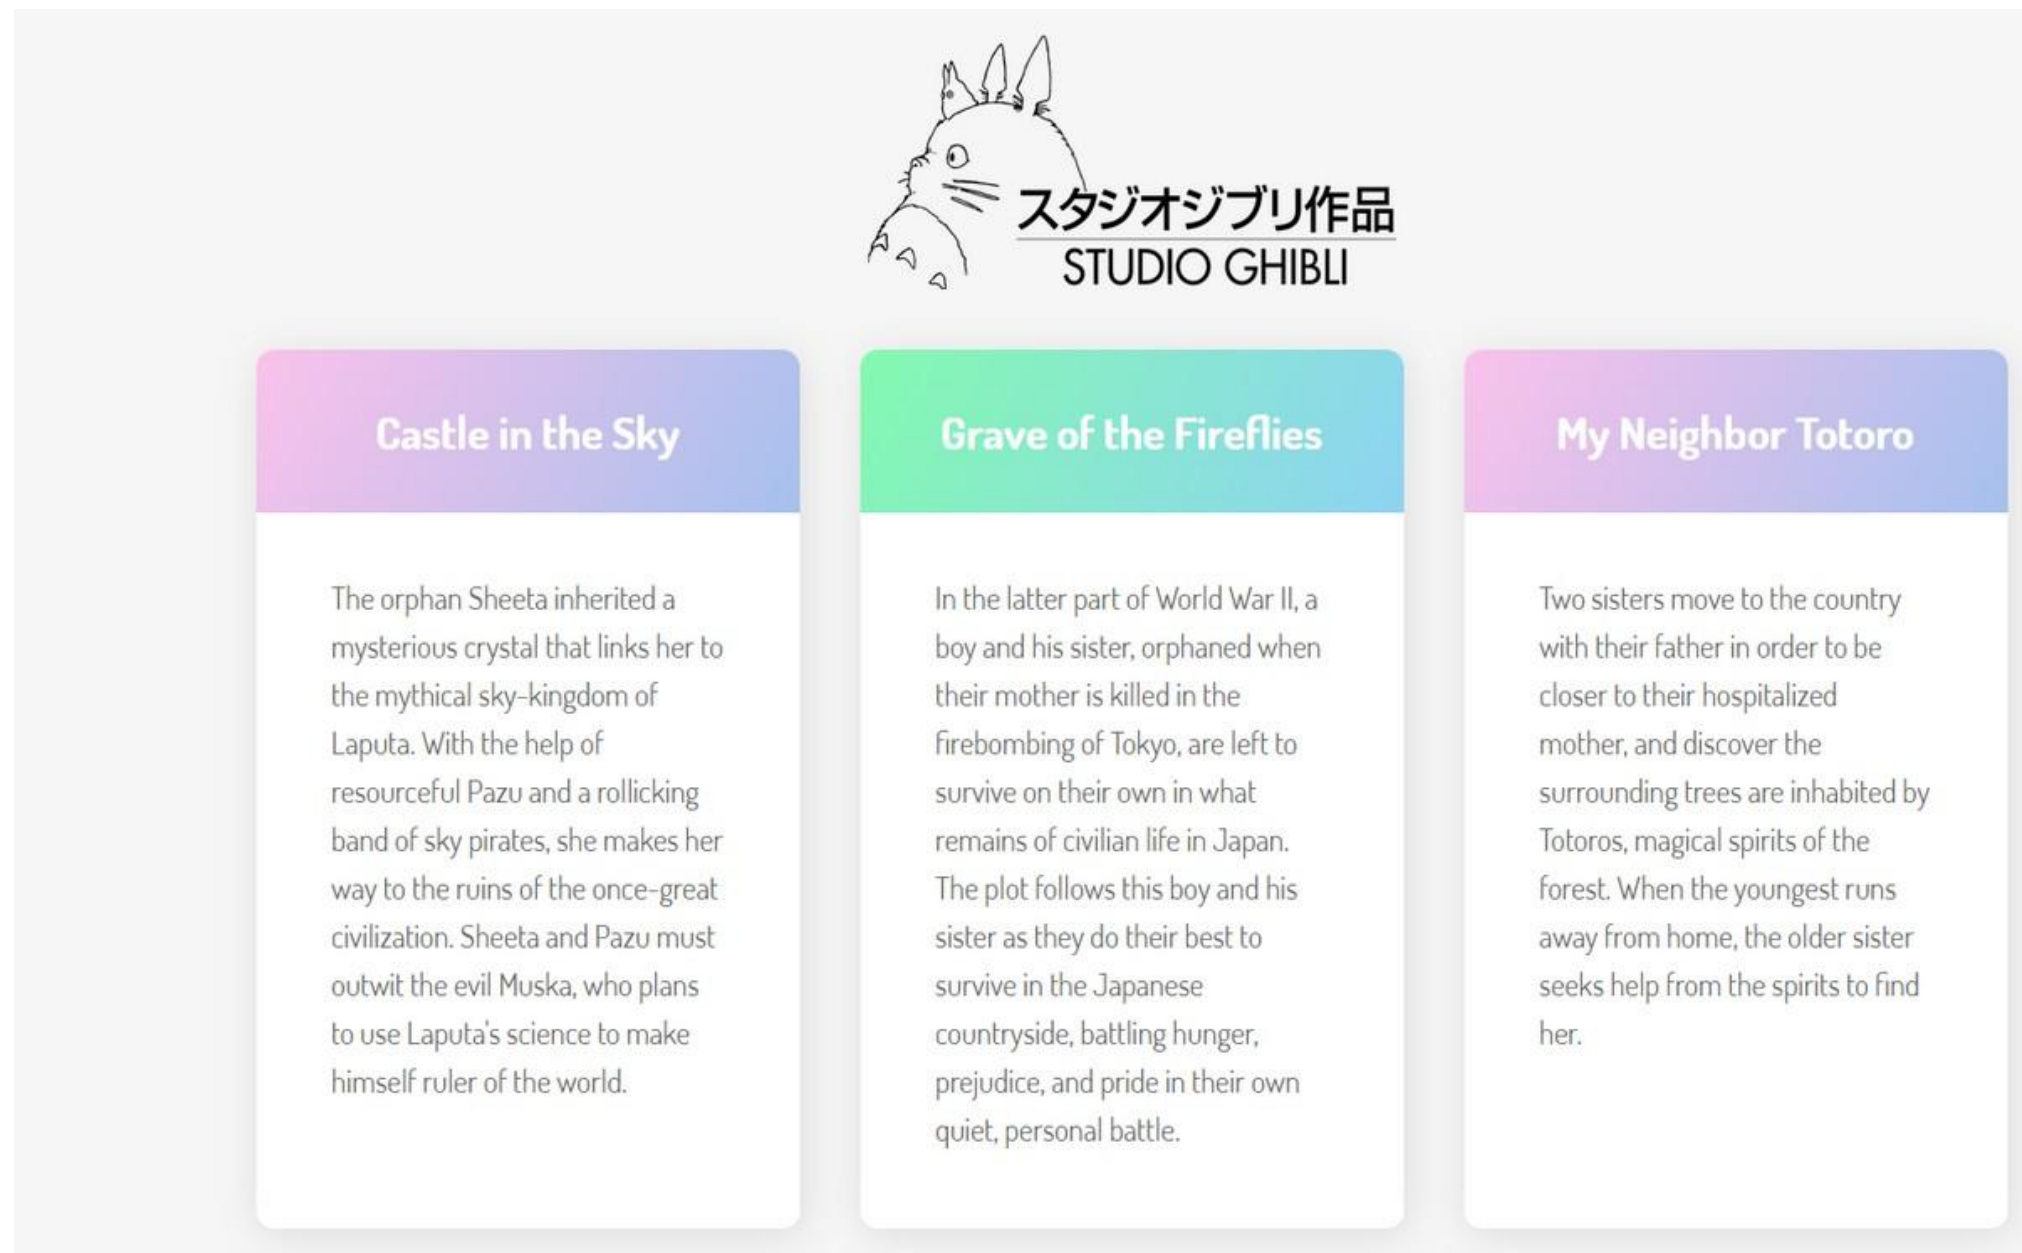 スタジオジブリ作品
STUDIO GHIBLI
Castle in the Sky
The orphan Sheeta inherited a
mysterious crystal that links her to
the mythical sky-kingdom of
Laputa. With the help of
resourceful Pazu and a rollicking
band of sky pirates, she makes her
way to the ruins of the once-great
civilization. Sheeta and Pazu must
outwit the evil Muska, who plans
to use Laputa's science to make
himself ruler of the world.
Grave of the Fireflies
In the latter part of World War II, a
boy and his sister, orphaned when
their mother is killed in the
firebombing of Tokyo, are left to
survive on their own in what
remains of civilian life in Japan.
The plot follows this boy and his
sister as they do their best to
survive in the Japanese
countryside, battling hunger,
prejudice, and pride in their own
quiet, personal battle.
My Neighbor Totoro
Two sisters move to the country
with their father in order to be
closer to their hospitalized
mother, and discover the
surrounding trees are inhabited by
Totoros, magical spirits of the
forest. When the youngest runs
away from home, the older sister
seeks help from the spirits to find
her.